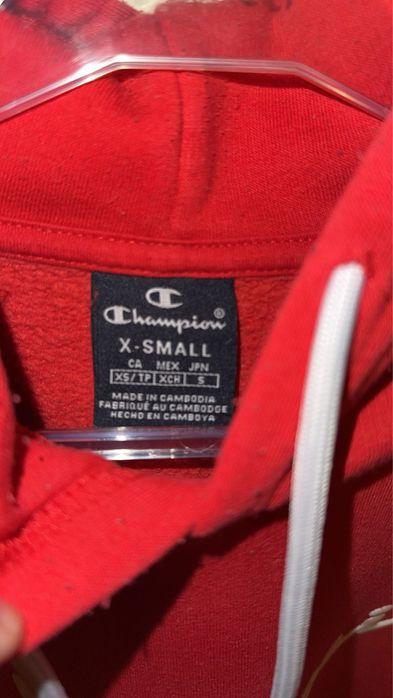 Champion®
X-SMALL
CA MEX JPN
XS/TP XCH S
MADE IN CAMBODIA
FABRIQUÉ AU CAMBODGE
HECHO EN CAMBOYA